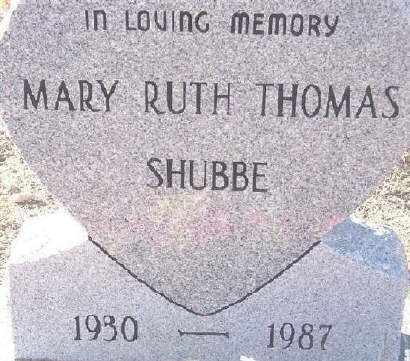 IN LOVING MEMORY
MARY RUTH THOMAS
SHUBBE
1930 — 1987